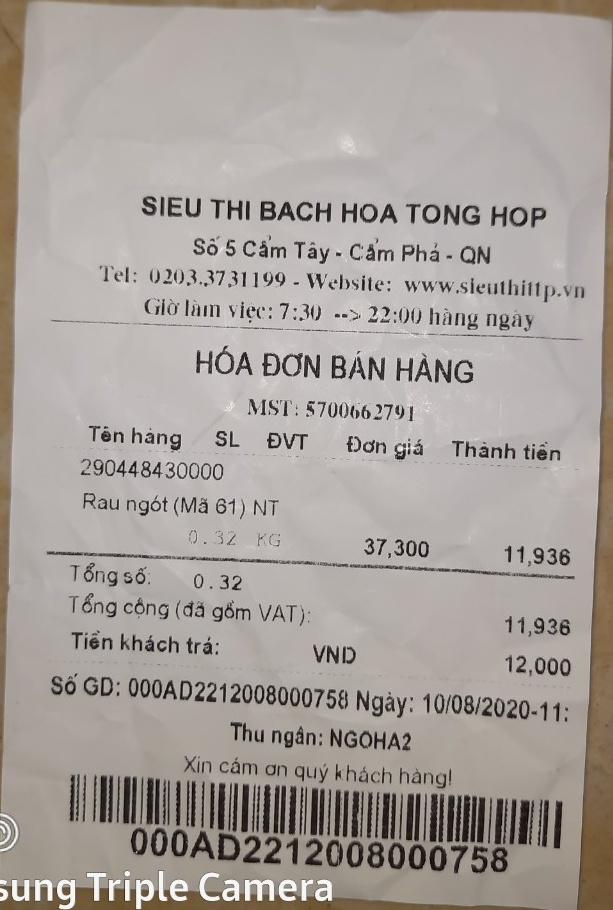 SIEU THI BACH HOA TONG HOP
Số 5 Cẩm Tây - Cẩm Phả - QN
Tel: 0203.3731199 - Website: www.sieuthittp.vn
Giờ làm việc: 7:30 --> 22:00 hàng ngày
HÓA ĐƠN BÁN HÀNG
MST: 5700662791
Tên hàng SL ĐVT Đơn giá Thành tiền
290448430000
Rau ngót (Mã 61) NT
0.32 KG 37,300 11,936
Tổng số: 0.32
Tổng cộng (đã gồm VAT): 11,936
Tiền khách trả: VND 12,000
Số GD: 000AD2212008000758 Ngày: 10/08/2020-11:
Thu ngân: NGOHA2
Xin cám ơn quý khách hàng!
000AD2212008000758
sung Triple Camera